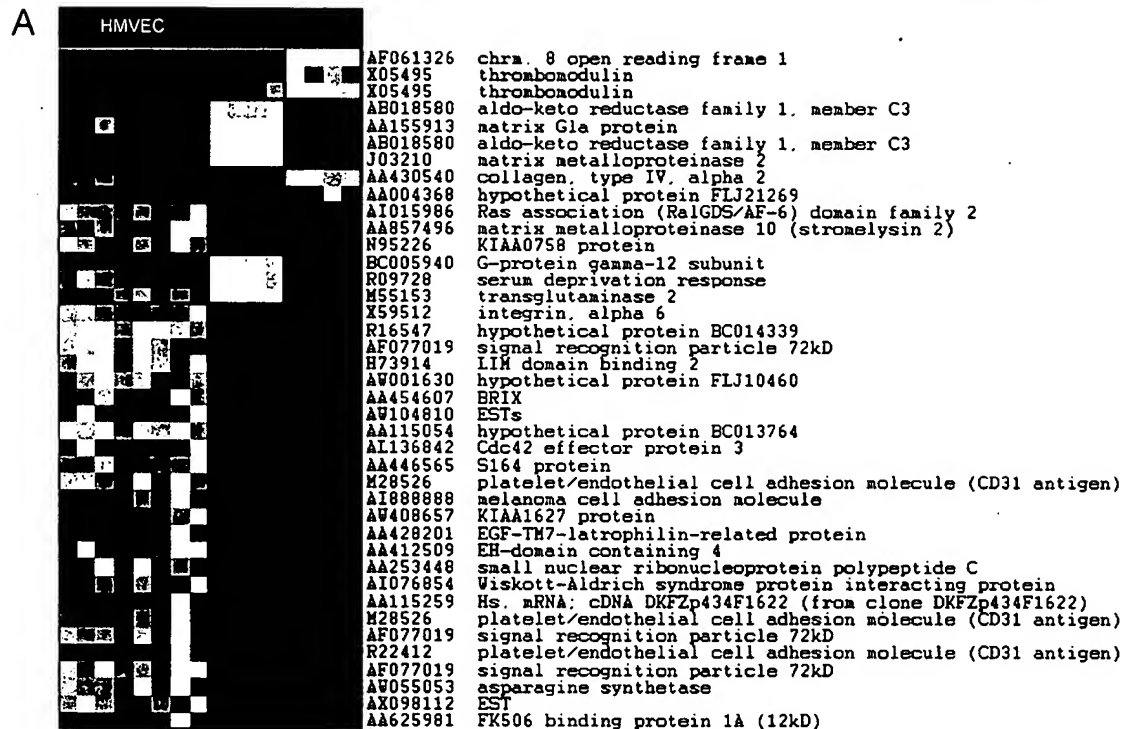 A
HMVEC
AF061326 chrm. 8 open reading frame 1
X05495 thrombomodulin
X05495 thrombomodulin
AB018580 aldo-keto reductase family 1, member C3
AA155913 matrix Gla protein
AB018580 aldo-keto reductase family 1, member C3
J03210 matrix metalloproteinase 2
AA430540 collagen, type IV, alpha 2
AA004368 hypothetical protein FLJ21269
AI015986 Ras association (RalGDS/AF-6) domain family 2
AA857496 matrix metalloproteinase 10 (stromelysin 2)
N95226 KIAA0758 protein
BC005940 G-protein gamma-12 subunit
R09728 serum deprivation response
M55153 transglutaminase 2
X59512 integrin, alpha 6
R16547 hypothetical protein BC014339
AF077019 signal recognition particle 72kD
H73914 LIM domain binding 2
AW001630 hypothetical protein FLJ10460
AA454607 BRIX
AW104810 ESTs
AA115054 hypothetical protein BC013764
AL136842 Cdc42 effector protein 3
AA446565 S164 protein
M28526 platelet/endothelial cell adhesion molecule (CD31 antigen)
AI888888 melanoma cell adhesion molecule
AW408657 KIAA1627 protein
AA428201 EGF-TM7-latrophilin-related protein
AA412509 EH-domain containing 4
AA253448 small nuclear ribonucleoprotein polypeptide C
AI076854 Wiskott-Aldrich syndrome protein interacting protein
AA115259 Hs. mRNA; cDNA DKFZp434F1622 (from clone DKFZp434F1622)
M28526 platelet/endothelial cell adhesion molecule (CD31 antigen)
AF077019 signal recognition particle 72kD
R22412 platelet/endothelial cell adhesion molecule (CD31 antigen)
AF077019 signal recognition particle 72kD
AW055053 asparagine synthetase
AX098112 EST
AA625981 FK506 binding protein 1A (12kD)